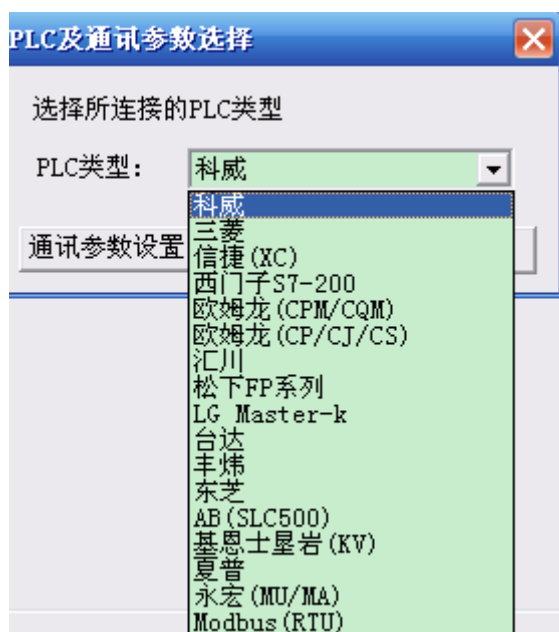 PLC及通讯参数选择
选择所连接的PLC类型
PLC类型:
科威
科威
三菱
通讯参数设置
信捷(XC)
西门子S7-200
欧姆龙(CPM/CQM)
欧姆龙(CP/CJ/CS)
汇川
松下FP系列
LG Master-k
台达
丰炜
东芝
AB(SLC500)
基恩士星岩(KV)
夏普
永宏(MU/MA)
Modbus(RTU)